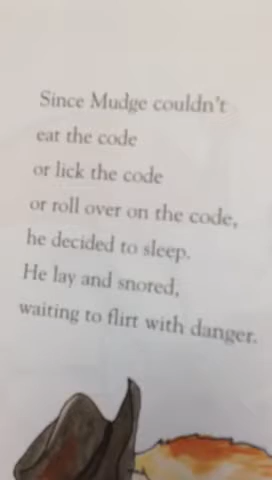 Since Mudge couldn't
eat the code
or lick the code
or roll over on the code,
he decided to sleep.
He lay and snored,
waiting to flirt with danger.